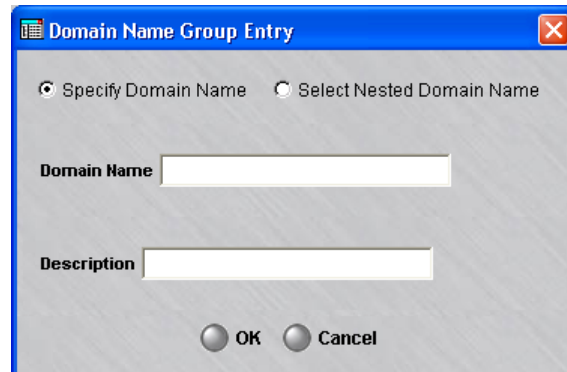 Domain Name Group Entry
Specify Domain Name Select Nested Domain Name
Domain Name
Description
OK Cancel